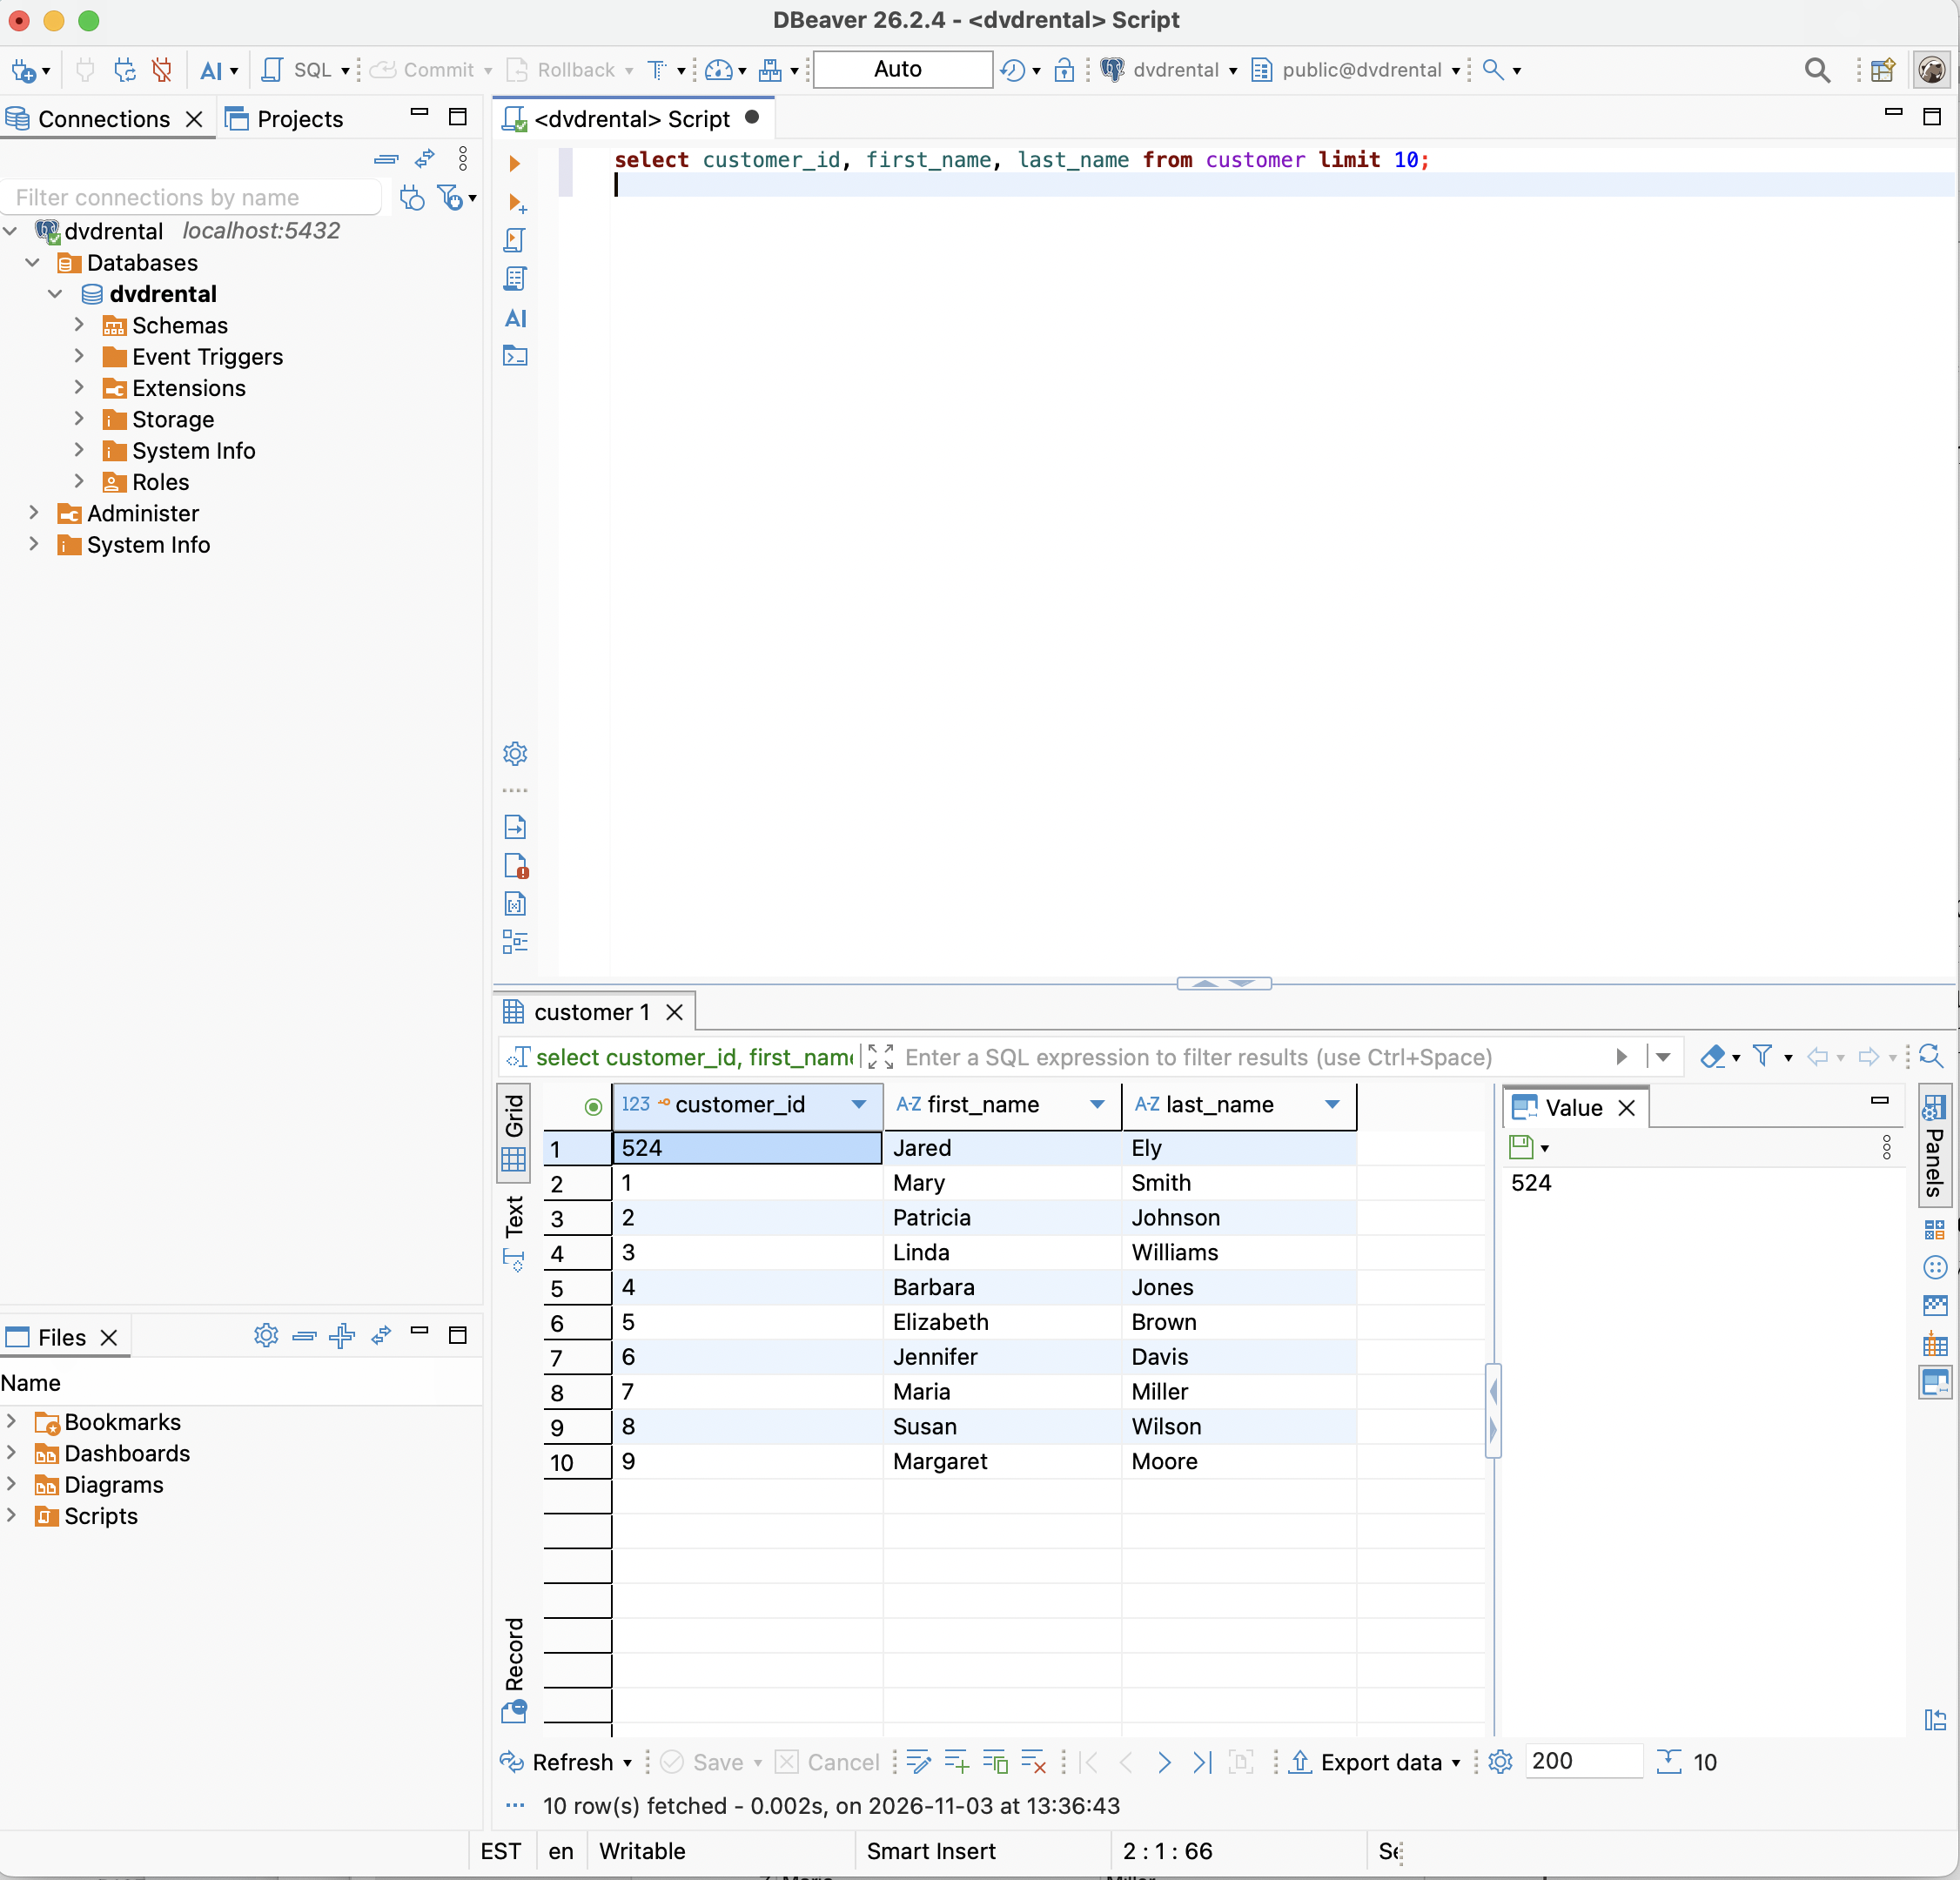 DBeaver 26.2.4 - <dvdrental> Script
AI SQL Commit Rollback T Auto dvdrental public@dvdrental
Connections Projects
Filter connections by name
dvdrental localhost:5432
Databases
dvdrental
Schemas
Event Triggers
Extensions
Storage
System Info
Roles
Administer
System Info
Files
Name
Bookmarks
Dashboards
Diagrams
Scripts
<dvdrental> Script
select customer_id, first_name, last_name from customer limit 10;
AI
customer 1
select customer_id, first_name Enter a SQL expression to filter results (use Ctrl+Space)
Grid
Text
Record
123 customer_id A-Z first_name A-Z last_name
1 524 Jared Ely
2 1 Mary Smith
3 2 Patricia Johnson
4 3 Linda Williams
5 4 Barbara Jones
6 5 Elizabeth Brown
7 6 Jennifer Davis
8 7 Maria Miller
9 8 Susan Wilson
10 9 Margaret Moore
Value
524
Panels
Refresh Save Cancel Export data 200 10
10 row(s) fetched - 0.002s, on 2026-11-03 at 13:36:43
EST en Writable Smart Insert 2 : 1 : 66